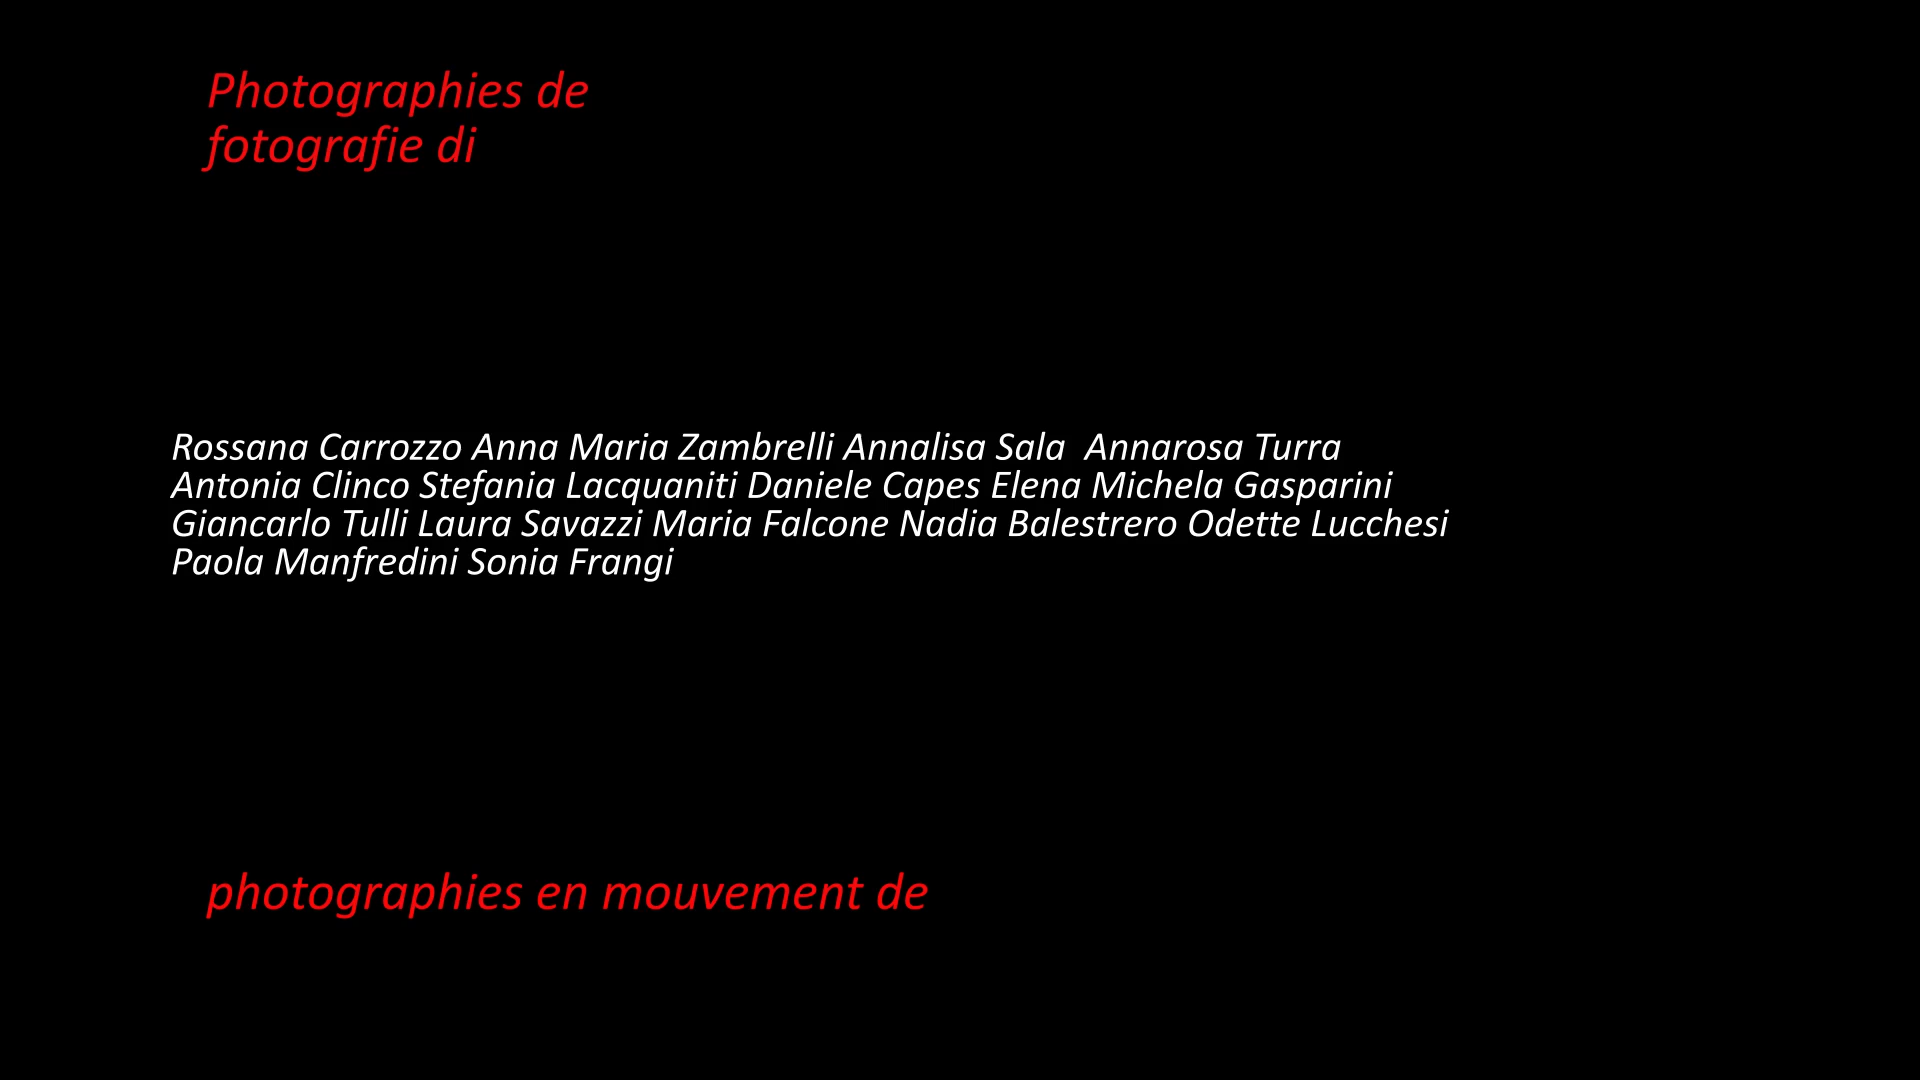 Photographies de
fotografie di
Rossana Carrozzo Anna Maria Zambrelli Annalisa Sala  Annarosa Turra
Antonia Clinco Stefania Lacquaniti Daniele Capes Elena Michela Gasparini
Giancarlo Tulli Laura Savazzi Maria Falcone Nadia Balestrero Odette Lucchesi
Paola Manfredini Sonia Frangi
photographies en mouvement de